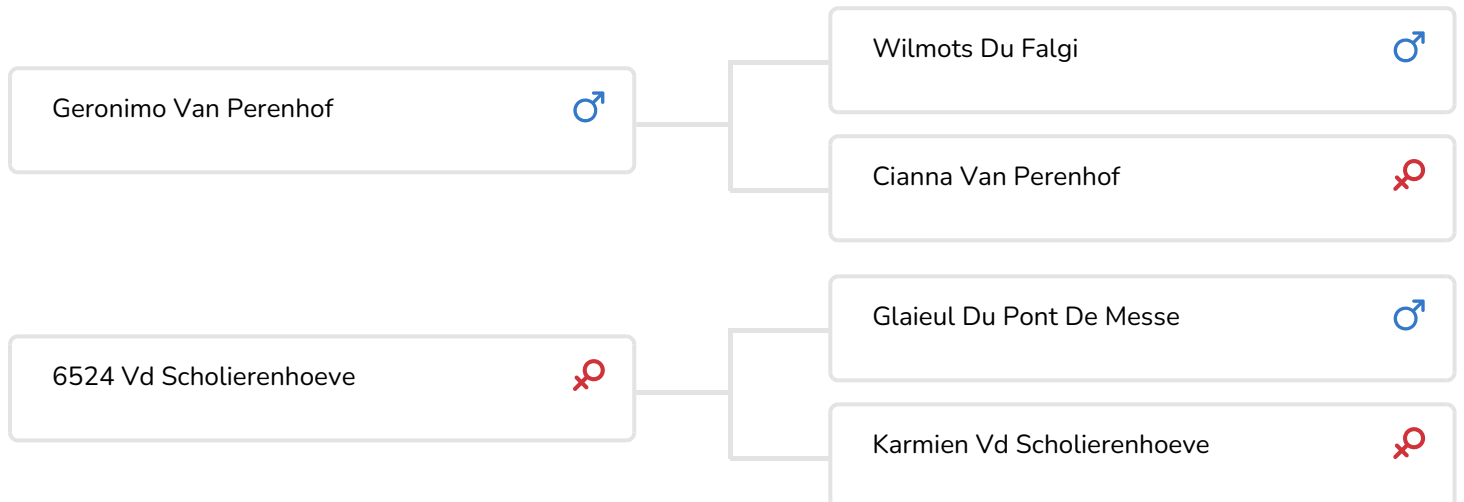 Geronimo Van Perenhof
Wilmots Du Falgi
Cianna Van Perenhof
6524 Vd Scholierenhoeve
Glaieul Du Pont De Messe
Karmien Vd Scholierenhoeve